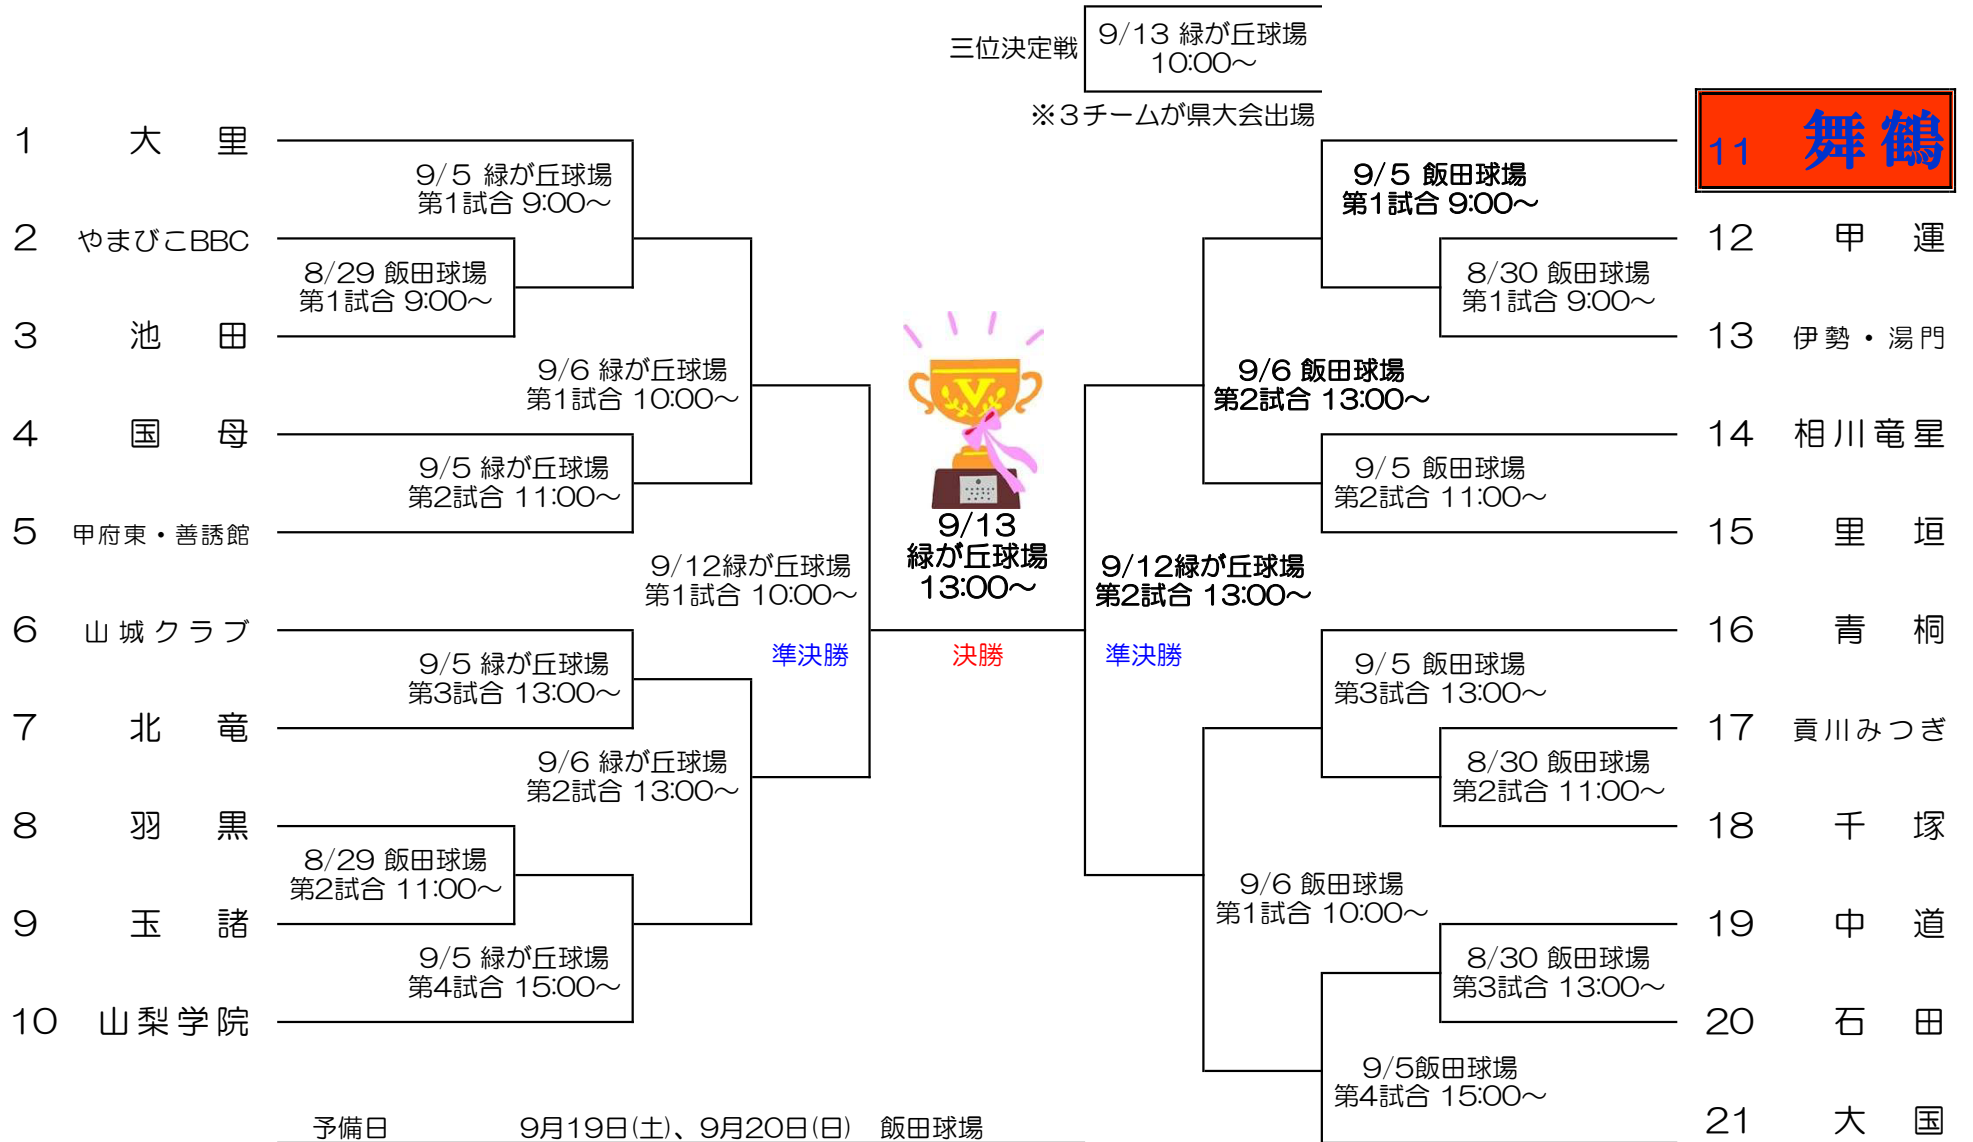 三位決定戦
9/13 緑が丘球場
10:00～
※3チームが県大会出場
1 大 里
9/5 緑が丘球場
第1試合 9:00～
2 やまびこBBC
8/29 飯田球場
第1試合 9:00～
3 池 田
9/6 緑が丘球場
第1試合 10:00～
4 国 母
9/5 緑が丘球場
第2試合 11:00～
5 甲府東・善誘館
9/12緑が丘球場
第1試合 10:00～
準決勝
6 山城クラブ
9/5 緑が丘球場
第3試合 13:00～
7 北 竜
9/6 緑が丘球場
第2試合 13:00～
8 羽 黒
8/29 飯田球場
第2試合 11:00～
9 玉 諸
9/5 緑が丘球場
第4試合 15:00～
10 山梨学院
V
9/13
緑が丘球場
13:00～
決勝
11 舞鶴
9/5 飯田球場
第1試合 9:00～
12 甲 運
8/30 飯田球場
第1試合 9:00～
13 伊勢・湯門
9/6 飯田球場
第2試合 13:00～
14 相川竜星
9/5 飯田球場
第2試合 11:00～
15 里 垣
9/12緑が丘球場
第2試合 13:00～
準決勝
16 青 桐
9/5 飯田球場
第3試合 13:00～
17 貢川みつぎ
8/30 飯田球場
第2試合 11:00～
18 千 塚
9/6 飯田球場
第1試合 10:00～
19 中 道
8/30 飯田球場
第3試合 13:00～
20 石 田
9/5飯田球場
第4試合 15:00～
21 大 国
予備日 9月19日(土)、9月20日(日) 飯田球場